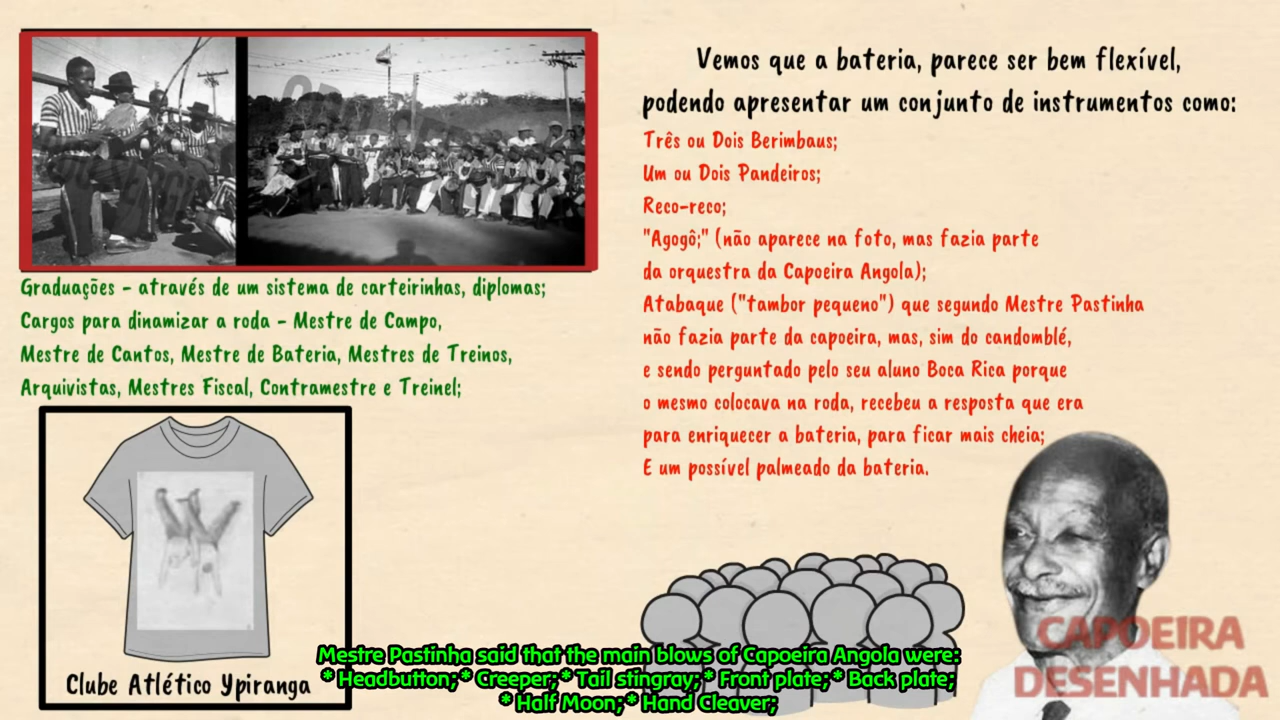 Vemos que a bateria, parece ser bem flexível,
podendo apresentar um conjunto de instrumentos como:
Três ou Dois Berimbaus;
Um ou Dois Pandeiros;
Reco-reco;
"Agogô;" (não aparece na foto, mas fazia parte
da orquestra da Capoeira Angola);
Atabaque ("tambor pequeno") que segundo Mestre Pastinha
não fazia parte da capoeira, mas, sim do candomblé,
e sendo perguntado pelo seu aluno Boca Rica porque
o mesmo colocava na roda, recebeu a resposta que era
para enriquecer a bateria, para ficar mais cheia;
E um possível palmeado da bateria.
Graduações - através de um sistema de carteirinhas, diplomas;
Cargos para dinamizar a roda - Mestre de Campo,
Mestre de Cantos, Mestre de Bateria, Mestres de Treinos,
Arquivistas, Mestres Fiscal, Contramestre e Treinel;
Clube Atlético Ypiranga
Mestre Pastinha said that the main blows of Capoeira Angola were:
* Headbutton; * Creeper; * Tail stingray; * Front plate; * Back plate;
* Half Moon; * Hand Cleaver;
CAPOEIRA
DESENHADA